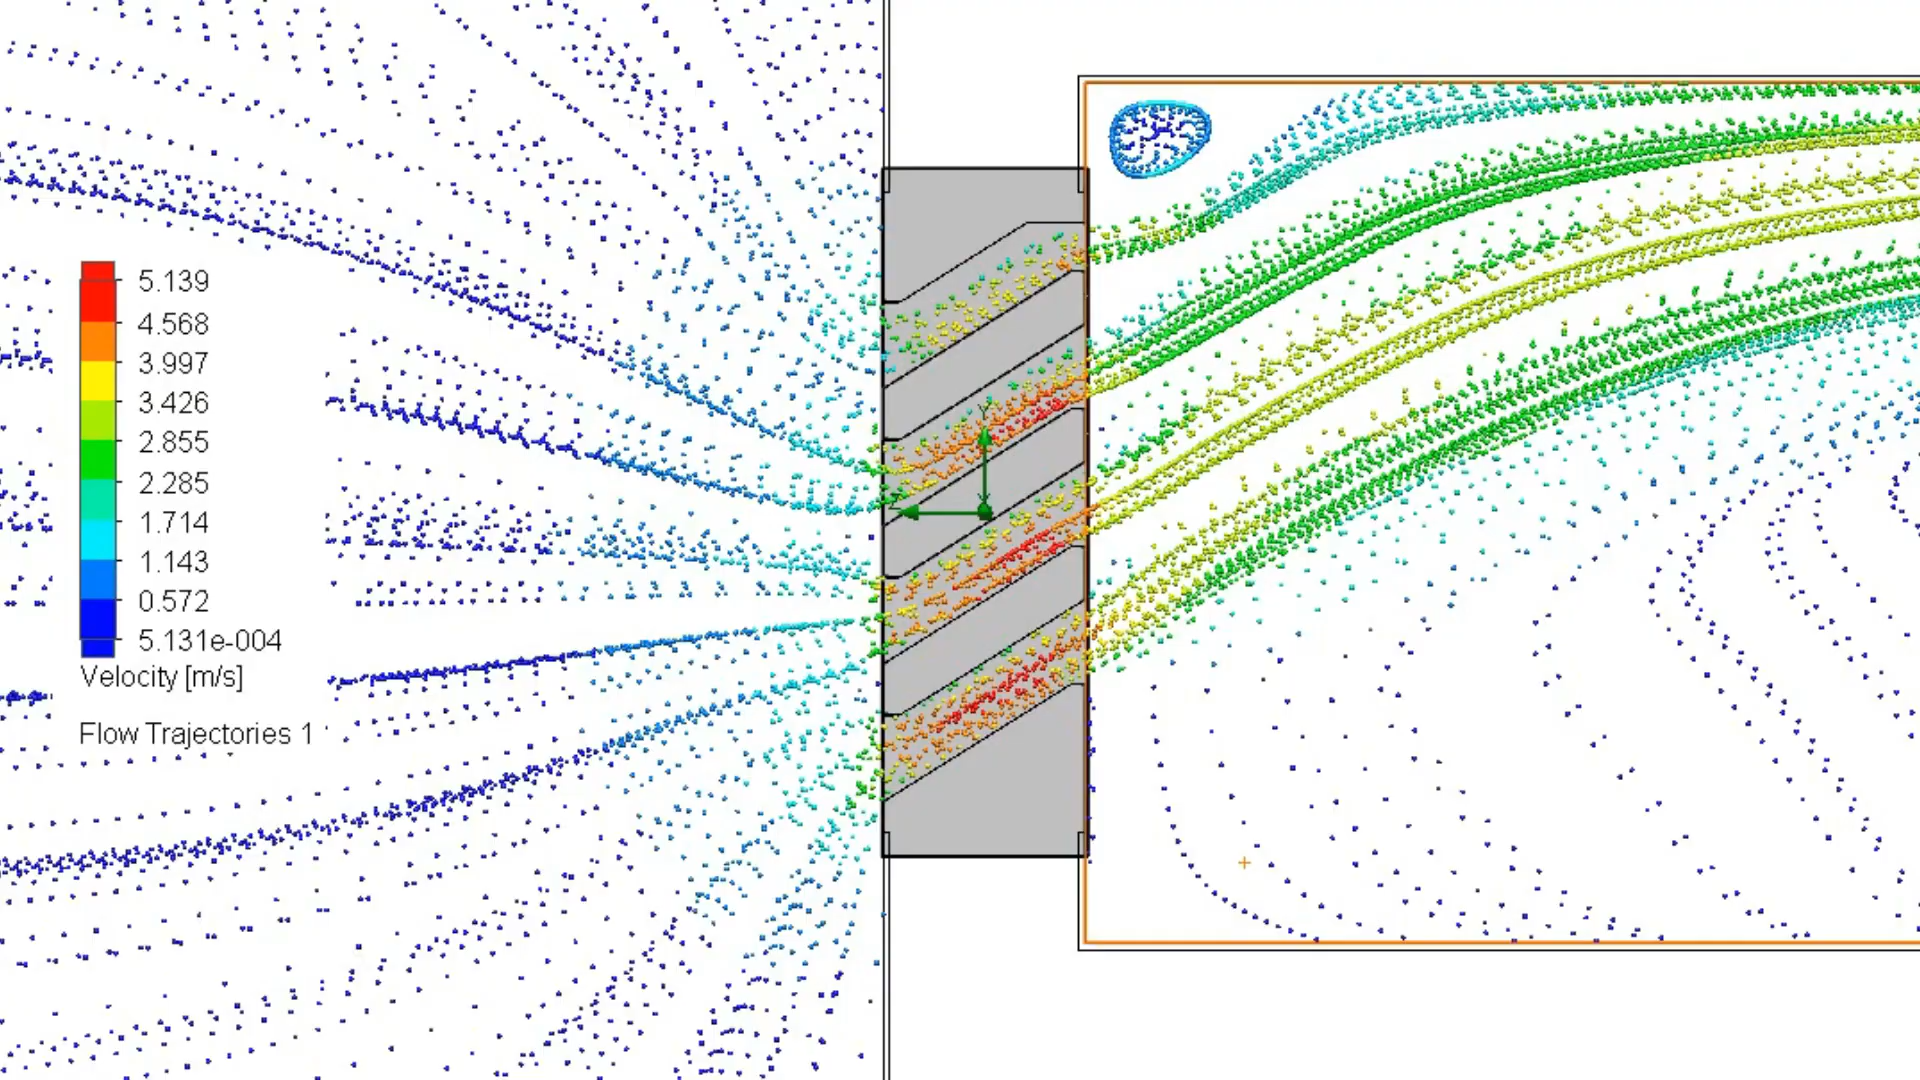 5.139
4.568
3.997
3.426
2.855
2.285
1.714
1.143
0.572
5.131e-004
Velocity [m/s]
Flow Trajectories 1
Y
Z